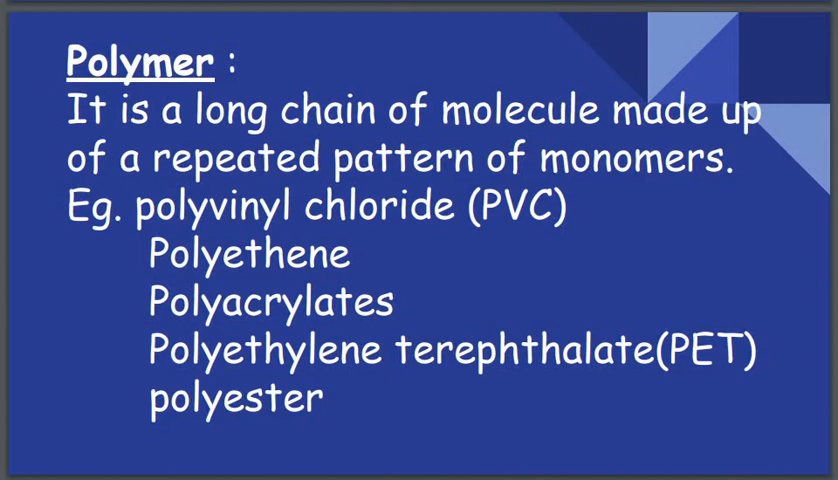 Polymer :
It is a long chain of molecule made up
of a repeated pattern of monomers.
Eg. polyvinyl chloride (PVC)
Polyethene
Polyacrylates
Polyethylene terephthalate(PET)
polyester